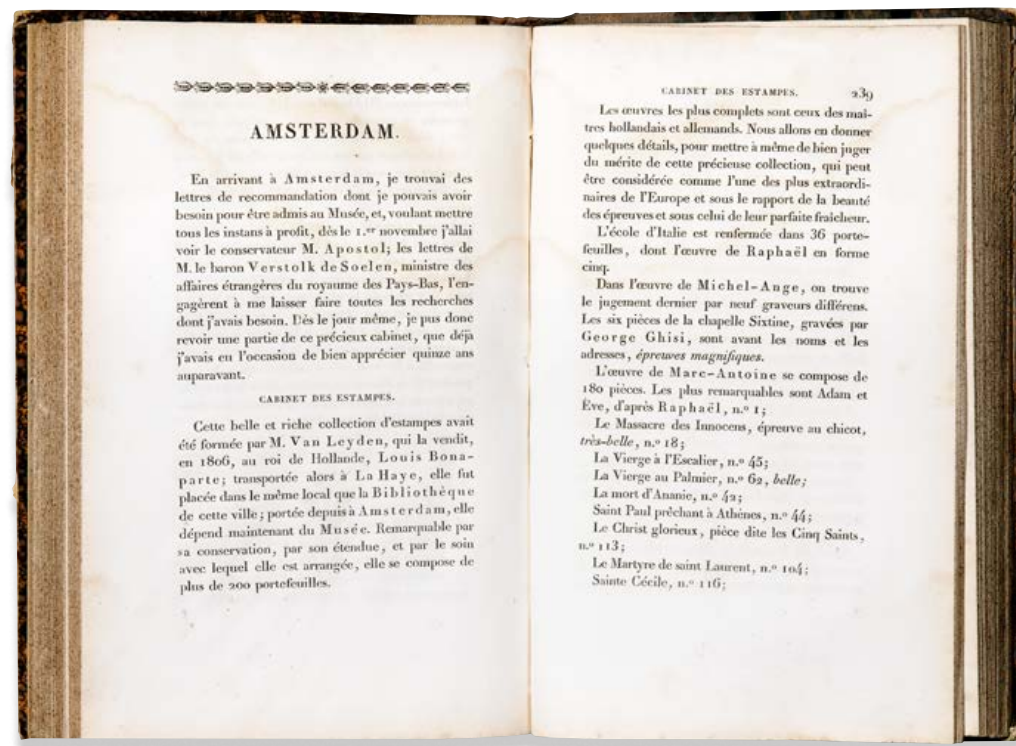 AMSTERDAM.
En arrivant à Amsterdam, je trouvai des
lettres de recommandation dont je pouvais avoir
besoin pour être admis au Musée, et, voulant mettre
tous les instans à profit, dès le 1.er novembre j'allai
voir le conservateur M. Apostol; les lettres de
M. le baron Verstolk de Soelen, ministre des
affaires étrangères du royaume des Pays-Bas, l'en-
gagèrent à me laisser faire toutes les recherches
dont j'avais besoin. Dès le jour même, je pus donc
revoir une partie de ce précieux cabinet, que déjà
j'avais eu l'occasion de bien apprécier quinze ans
auparavant.
CABINET DES ESTAMPES.
Cette belle et riche collection d'estampes avait
été formée par M. Van Leyden, qui la vendit,
en 1806, au roi de Hollande, Louis Bona-
parte; transportée alors à La Haye, elle fut
placée dans le même local que la Bibliothèque
de cette ville; portée depuis à Amsterdam, elle
dépend maintenant du Musée. Remarquable par
sa conservation, par son étendue, et par le soin
avec lequel elle est arrangée, elle se compose de
plus de 200 portefeuilles.
CABINET DES ESTAMPES. 239
Les œuvres les plus complets sont ceux des maî-
tres hollandais et allemands. Nous allons en donner
quelques détails, pour mettre à même de bien juger
du mérite de cette précieuse collection, qui peut
être considérée comme l'une des plus extraordi-
naires de l'Europe et sous le rapport de la beauté
des épreuves et sous celui de leur parfaite fraicheur.
L'école d'Italie est renfermée dans 36 porte-
feuilles, dont l'œuvre de Raphaël en forme
cinq.
Dans l'œuvre de Michel-Ange, on trouve
le jugement dernier par neuf graveurs différens.
Les six pièces de la chapelle Sixtine, gravées par
George Ghisi, sont avant les noms et les
adresses, épreuves magnifiques.
L'œuvre de Marc-Antoine se compose de
180 pièces. Les plus remarquables sont Adam et
Ève, d'après Raphaël, n.º 1;
Le Massacre des Innocens, épreuve au chicot,
très-belle, n.º 18;
La Vierge à l'Escalier, n.º 45;
La Vierge au Palmier, n.º 62, belle;
La mort d'Ananie, n.º 42;
Saint Paul prêchant à Athènes, n.º 44;
Le Christ glorieux, pièce dite les Cinq Saints,
n.º 113;
Le Martyre de saint Laurent, n.º 104;
Sainte Cécile, n.º 116;